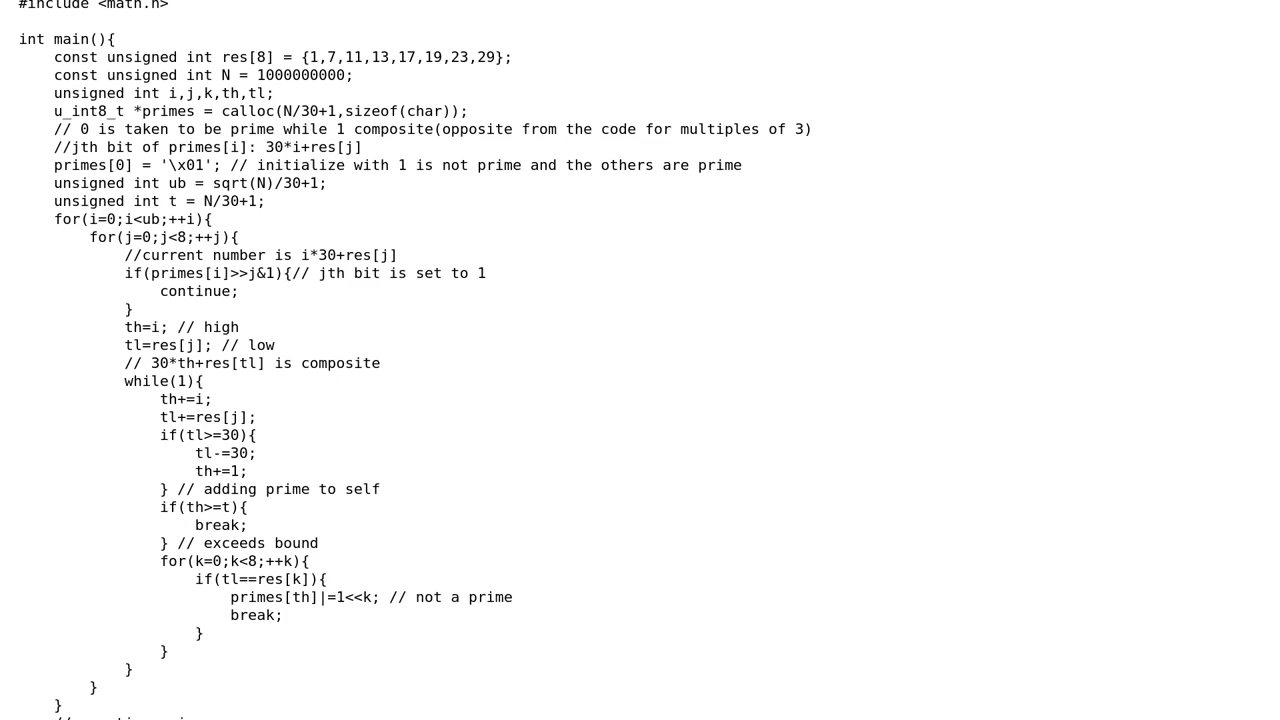 #include <math.h>
int main(){
    const unsigned int res[8] = {1,7,11,13,17,19,23,29};
    const unsigned int N = 1000000000;
    unsigned int i,j,k,th,tl;
    u_int8_t *primes = calloc(N/30+1,sizeof(char));
    // 0 is taken to be prime while 1 composite(opposite from the code for multiples of 3)
    //jth bit of primes[i]: 30*i+res[j]
    primes[0] = '\x01'; // initialize with 1 is not prime and the others are prime
    unsigned int ub = sqrt(N)/30+1;
    unsigned int t = N/30+1;
    for(i=0;i<ub;++i){
        for(j=0;j<8;++j){
            //current number is i*30+res[j]
            if(primes[i]>>j&1){// jth bit is set to 1
                continue;
            }
            th=i; // high
            tl=res[j]; // low
            // 30*th+res[tl] is composite
            while(1){
                th+=i;
                tl+=res[j];
                if(tl>=30){
                    tl-=30;
                    th+=1;
                } // adding prime to self
                if(th>=t){
                    break;
                } // exceeds bound
                for(k=0;k<8;++k){
                    if(tl==res[k]){
                        primes[th]|=1<<k; // not a prime
                        break;
                    }
                }
            }
        }
    }